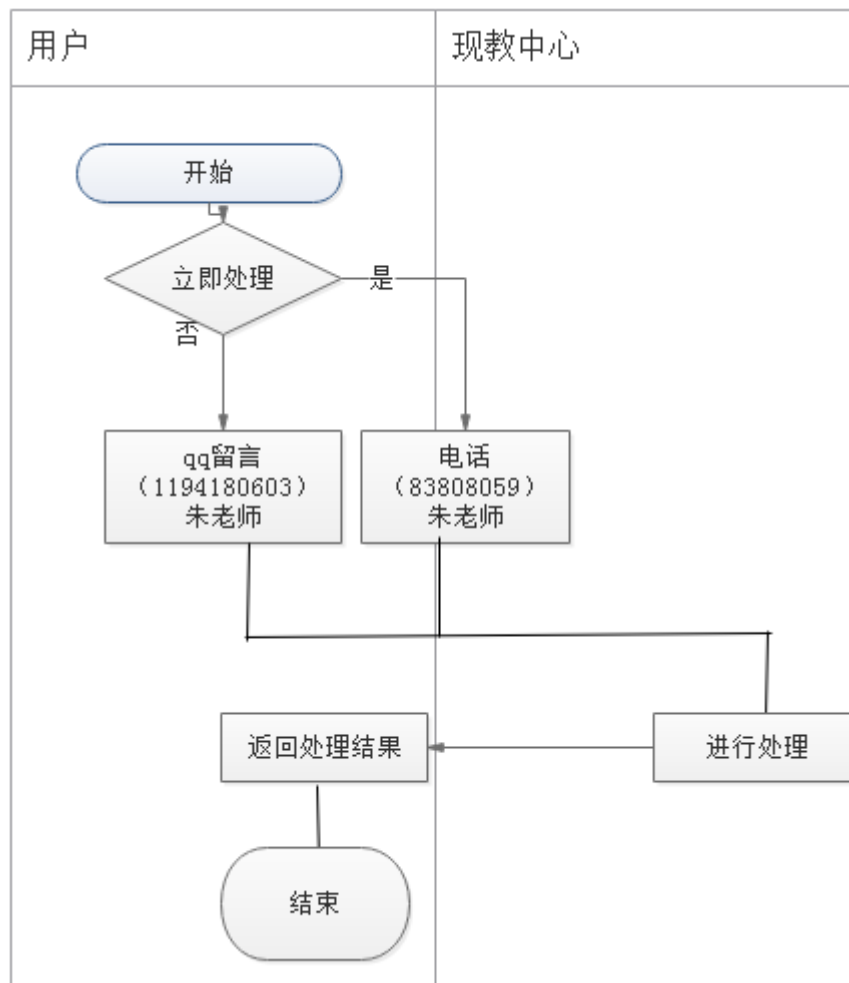 用户
现教中心
开始
立即处理
是
否
qq留言
（1194180603）
朱老师
电话
（83808059）
朱老师
返回处理结果
进行处理
结束